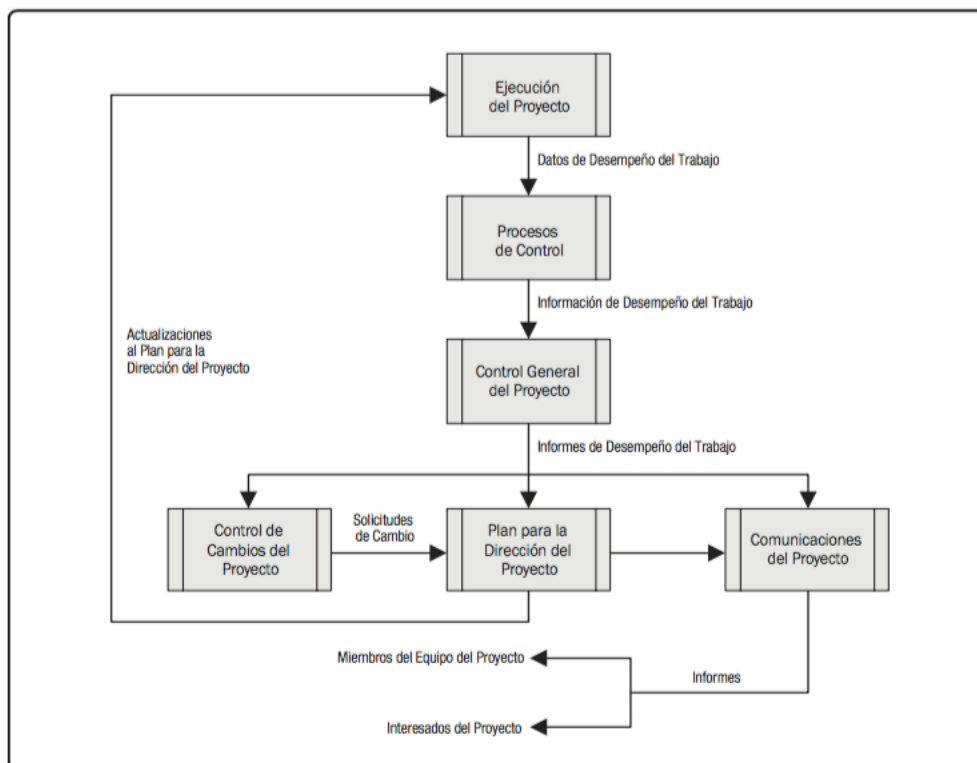 Ejecución
del Proyecto
Datos de Desempeño del Trabajo
Procesos
de Control
Información de Desempeño del Trabajo
Actualizaciones
al Plan para la
Dirección del Proyecto
Control General
del Proyecto
Informes de Desempeño del Trabajo
Control de
Cambios del
Proyecto
Solicitudes
de Cambio
Plan para la
Dirección del
Proyecto
Comunicaciones
del Proyecto
Miembros del Equipo del Proyecto
Informes
Interesados del Proyecto